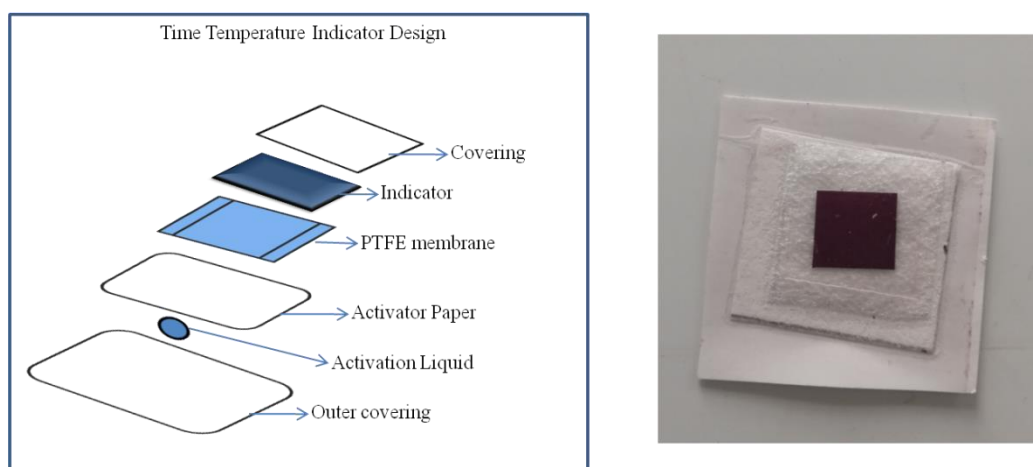 Time Temperature Indicator Design
Covering
Indicator
PTFE membrane
Activator Paper
Activation Liquid
Outer covering